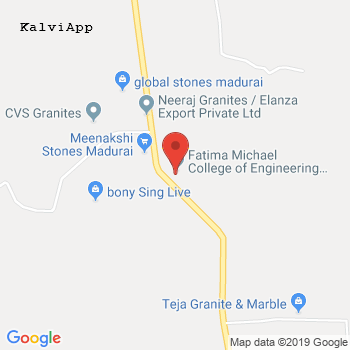 KalviApp
global stones madurai
Neeraj Granites / Elanza
Export Private Ltd
CVS Granites
Meenakshi
Stones Madurai
Fatima Michael
College of Engineering...
bony Sing Live
Teja Granite & Marble
Google
Map data ©2019 Google